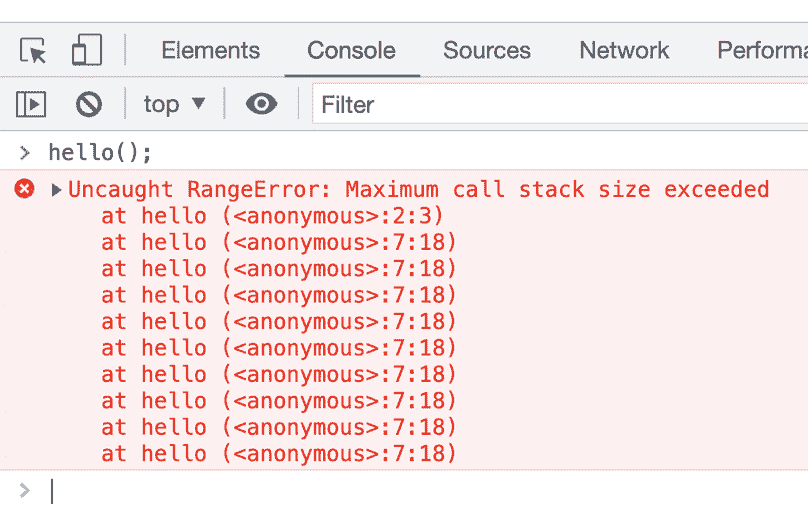 Elements Console Sources Network Performa
top ▼ Filter
> hello();
▶Uncaught RangeError: Maximum call stack size exceeded
at hello (<anonymous>:2:3)
at hello (<anonymous>:7:18)
at hello (<anonymous>:7:18)
at hello (<anonymous>:7:18)
at hello (<anonymous>:7:18)
at hello (<anonymous>:7:18)
at hello (<anonymous>:7:18)
at hello (<anonymous>:7:18)
at hello (<anonymous>:7:18)
at hello (<anonymous>:7:18)
>